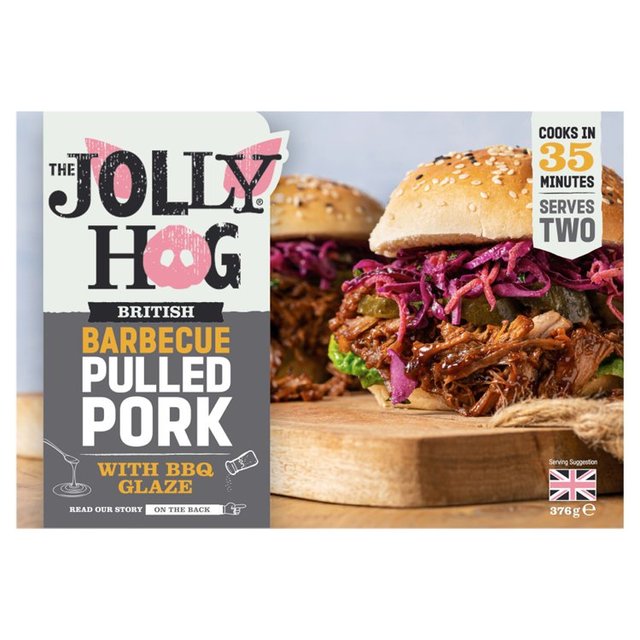 THE
JOLLY®
HOG
BRITISH
BARBECUE
PULLED
PORK
WITH BBQ
GLAZE
READ OUR STORY ON THE BACK
COOKS IN
35
MINUTES
SERVES
TWO
Serving Suggestion
376g℮